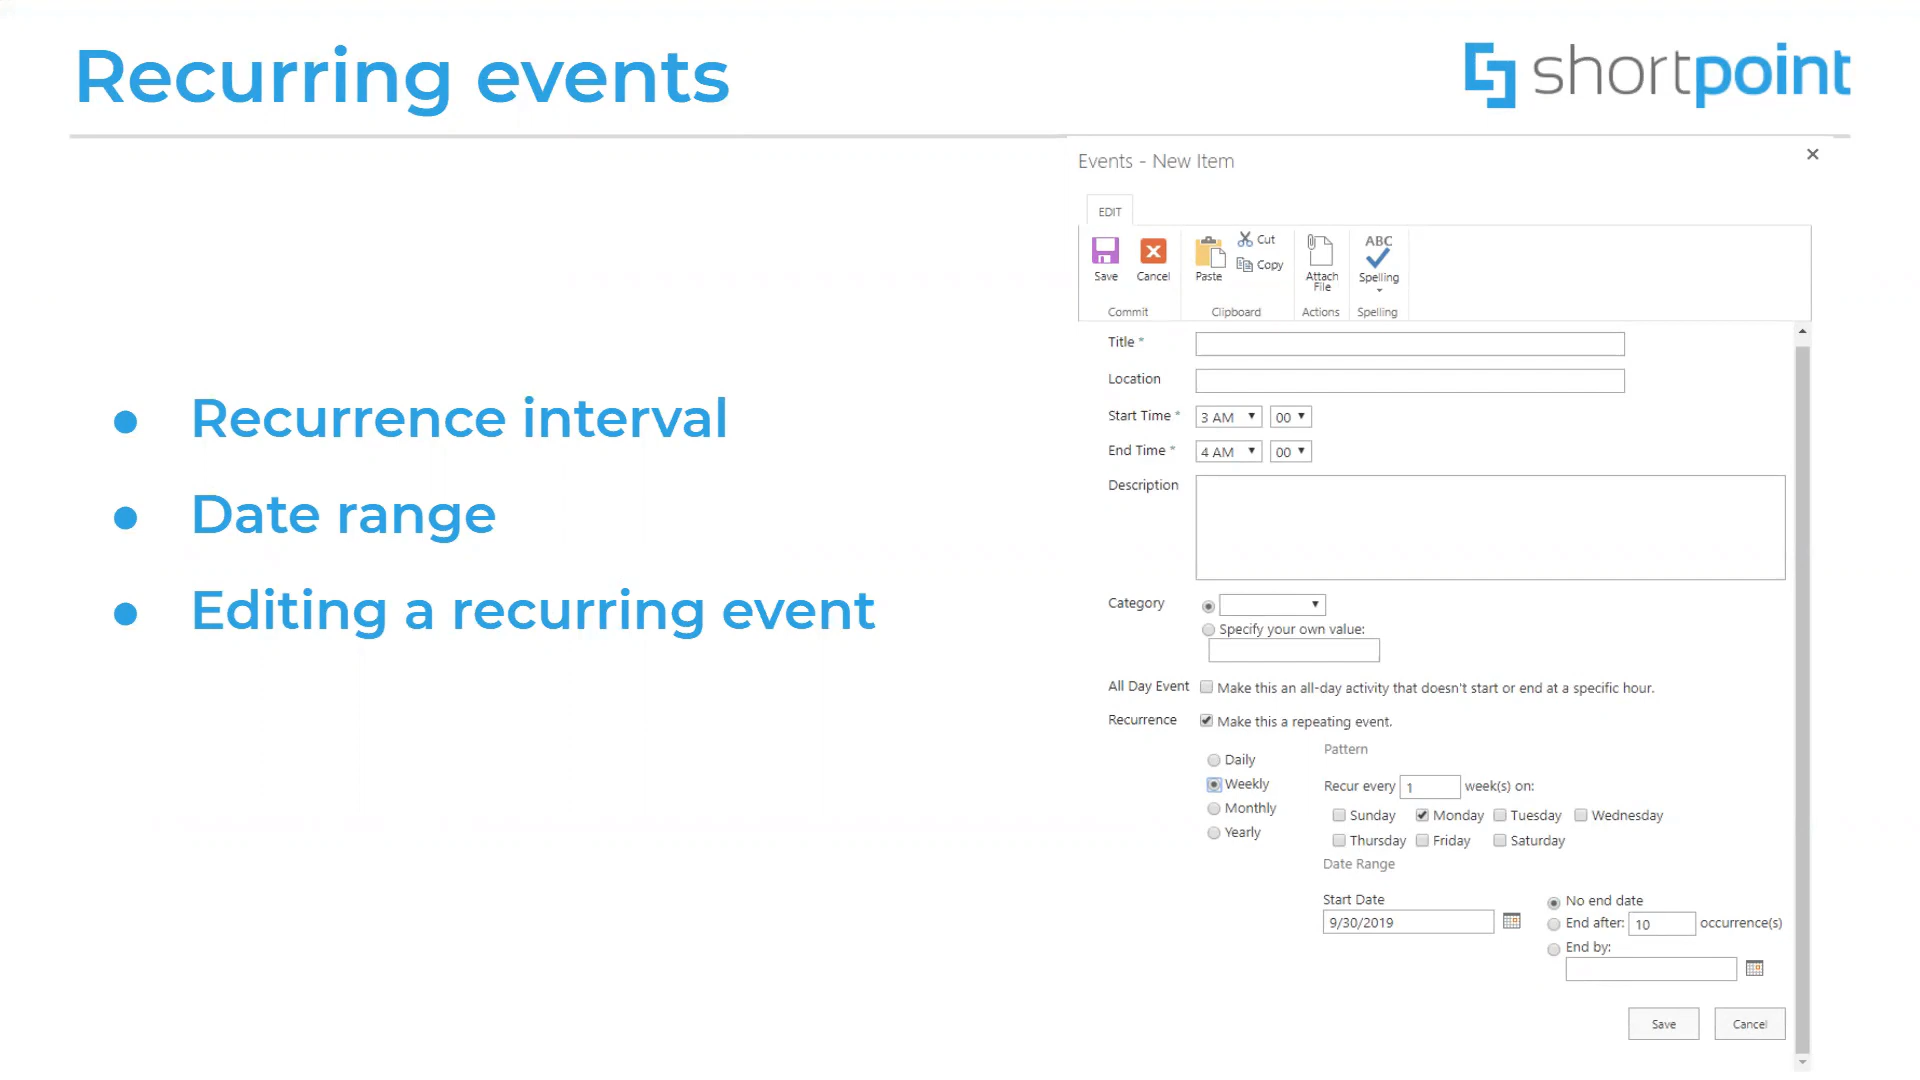 Recurring events
shortpoint
Recurrence interval
Date range
Editing a recurring event
Events - New Item
EDIT
Save
Cancel
Paste
Cut
Copy
Attach File
ABC
Spelling
Commit
Clipboard
Actions
Spelling
Title *
Location
Start Time * 3 AM 00
End Time * 4 AM 00
Description
Category
Specify your own value:
All Day Event Make this an all-day activity that doesn't start or end at a specific hour.
Recurrence Make this a repeating event.
Daily
Weekly
Monthly
Yearly
Pattern
Recur every 1 week(s) on:
Sunday Monday Tuesday Wednesday
Thursday Friday Saturday
Date Range
Start Date
9/30/2019
No end date
End after: 10 occurrence(s)
End by:
Save Cancel